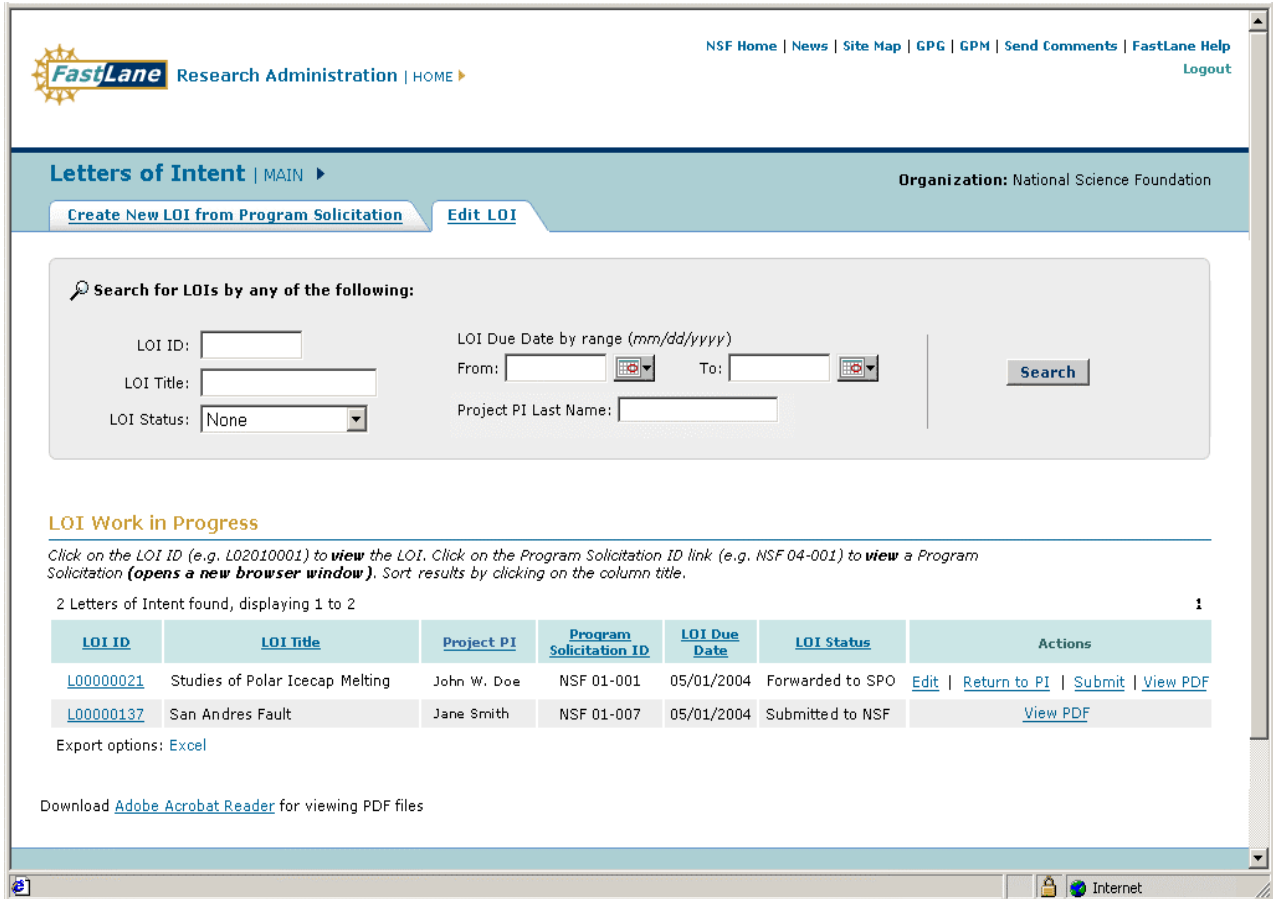 NSF Home | News | Site Map | GPG | GPM | Send Comments | FastLane Help
Logout
FastLane Research Administration | HOME
Letters of Intent | MAIN
Organization: National Science Foundation
Create New LOI from Program Solicitation Edit LOI
Search for LOIs by any of the following:
LOI ID:
LOI Title:
LOI Status: None
LOI Due Date by range (mm/dd/yyyy)
From: To:
Project PI Last Name:
Search
LOI Work in Progress
Click on the LOI ID (e.g. L02010001) to view the LOI. Click on the Program Solicitation ID link (e.g. NSF 04-001) to view a Program
Solicitation (opens a new browser window). Sort results by clicking on the column title.
2 Letters of Intent found, displaying 1 to 2 1
LOI ID LOI Title Project PI Program Solicitation ID LOI Due Date LOI Status Actions
L00000021 Studies of Polar Icecap Melting John W. Doe NSF 01-001 05/01/2004 Forwarded to SPO Edit | Return to PI | Submit | View PDF
L00000137 San Andres Fault Jane Smith NSF 01-007 05/01/2004 Submitted to NSF View PDF
Export options: Excel
Download Adobe Acrobat Reader for viewing PDF files
Internet